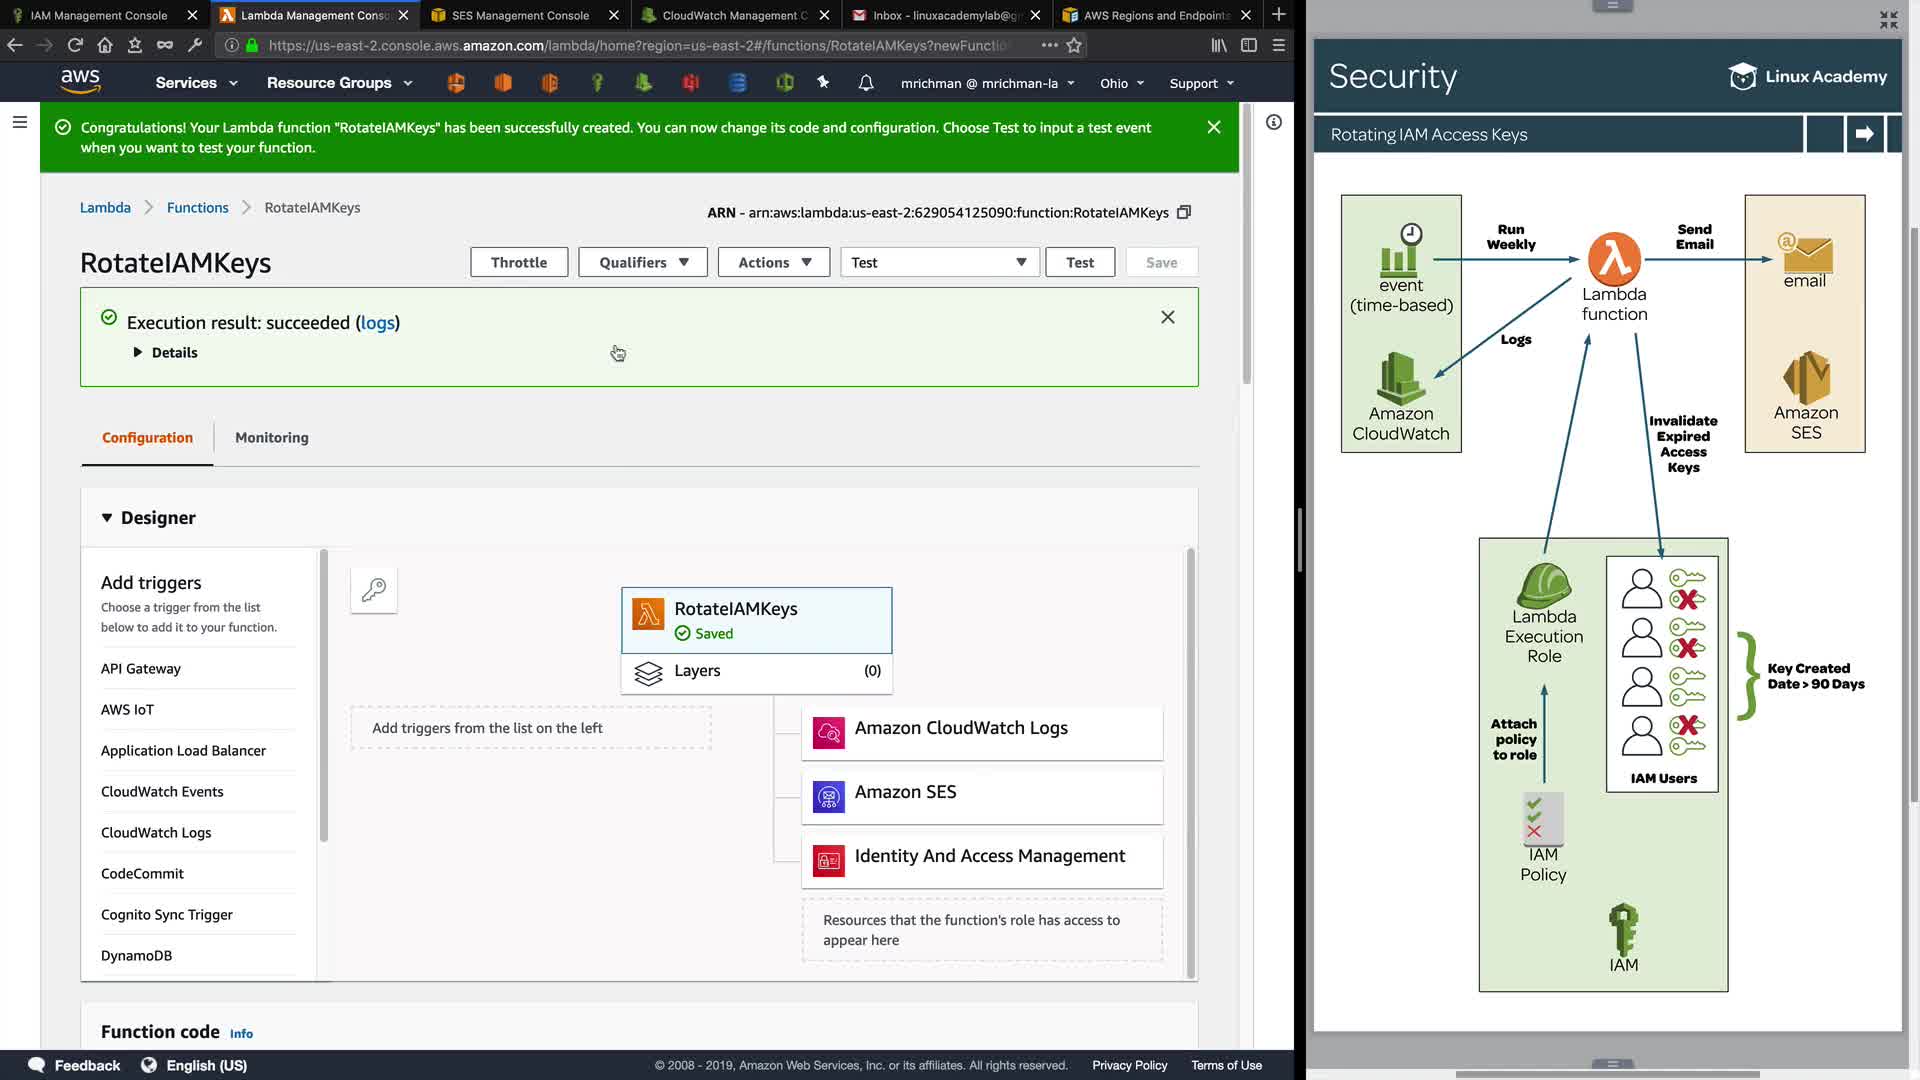 IAM Management Console
Lambda Management Conso
SES Management Console
CloudWatch Management C
Inbox - linuxacademylab@g
AWS Regions and Endpoints
https://us-east-2.console.aws.amazon.com/lambda/home?region=us-east-2#/functions/RotateIAMKeys?newFunctio
aws
Services
Resource Groups
mrichman @ mrichman-la
Ohio
Support
Congratulations! Your Lambda function "RotateIAMKeys" has been successfully created. You can now change its code and configuration. Choose Test to input a test event
when you want to test your function.
Lambda
Functions
RotateIAMKeys
ARN - arn:aws:lambda:us-east-2:629054125090:function:RotateIAMKeys
RotateIAMKeys
Throttle
Qualifiers
Actions
Test
Test
Save
Execution result: succeeded (logs)
Details
Configuration
Monitoring
Designer
Add triggers
Choose a trigger from the list
below to add it to your function.
API Gateway
AWS IoT
Application Load Balancer
CloudWatch Events
CloudWatch Logs
CodeCommit
Cognito Sync Trigger
DynamoDB
RotateIAMKeys
Saved
Layers
(0)
Add triggers from the list on the left
Amazon CloudWatch Logs
Amazon SES
Identity And Access Management
Resources that the function's role has access to
appear here
Function code Info
Feedback
English (US)
© 2008 - 2019, Amazon Web Services, Inc. or its affiliates. All rights reserved.
Privacy Policy
Terms of Use
Security
Linux Academy
Rotating IAM Access Keys
event
(time-based)
Amazon
CloudWatch
Run
Weekly
Logs
Lambda
function
Send
Email
email
Amazon
SES
Invalidate
Expired
Access
Keys
Lambda
Execution
Role
Attach
policy
to role
IAM
Policy
IAM Users
Key Created
Date > 90 Days
IAM